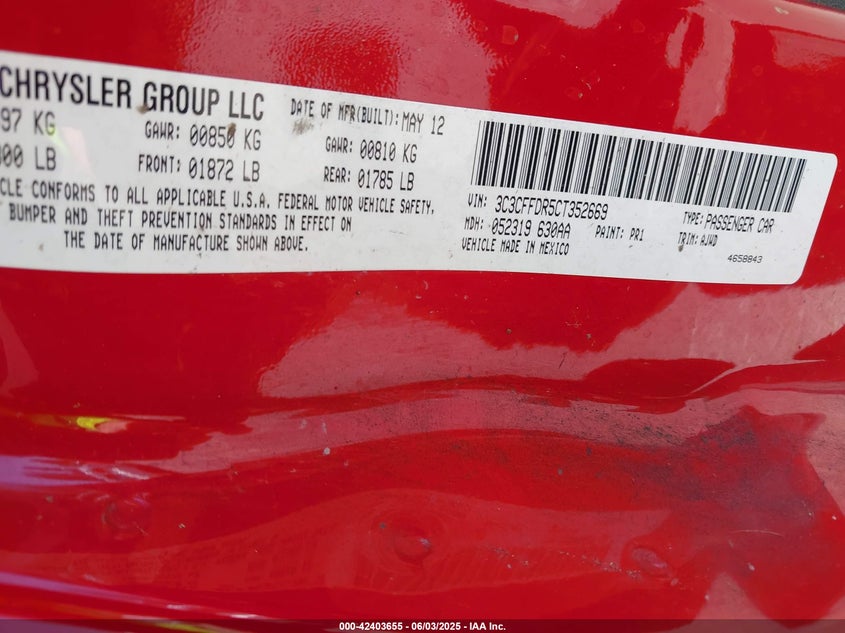 CHRYSLER GROUP LLC DATE OF MFR(BUILT): MAY 12
97 KG GAWR: 00850 KG GAWR: 00810 KG
00 LB FRONT: 01872 LB REAR: 01785 LB
CLE CONFORMS TO ALL APPLICABLE U.S.A. FEDERAL MOTOR VEHICLE SAFETY,
BUMPER AND THEFT PREVENTION STANDARDS IN EFFECT ON
THE DATE OF MANUFACTURE SHOWN ABOVE.
VIN: 3C3CFFDR5CT352669 TYPE: PASSENGER CAR
MDH: 052319 630AA PAINT: PR1 TRIM: AJWD
VEHICLE MADE IN MEXICO 4658843
000-42403655 - 06/03/2025 - IAA Inc.